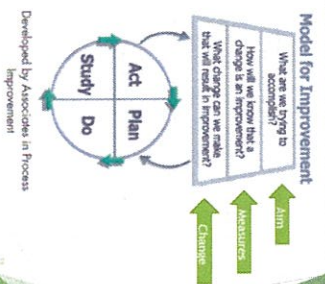 Model for Improvement
What are we trying to
accomplish?
Aim
How will we know that a
change is an improvement?
Measures
What change can we make
that will result in improvement?
Change
Act
Plan
Study
Do
Developed by Associates in Process
Improvement